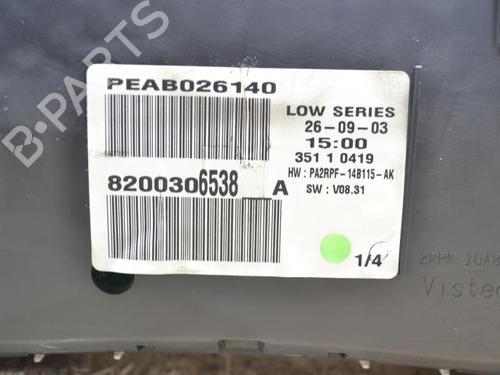 B-PARTS
PEAB026140
LOW SERIES
26-09-03
15:00
351 1 0419
HW : PA2RPF-14B115-AK
SW : V08.31
8200306538__A
1/4
Visteo